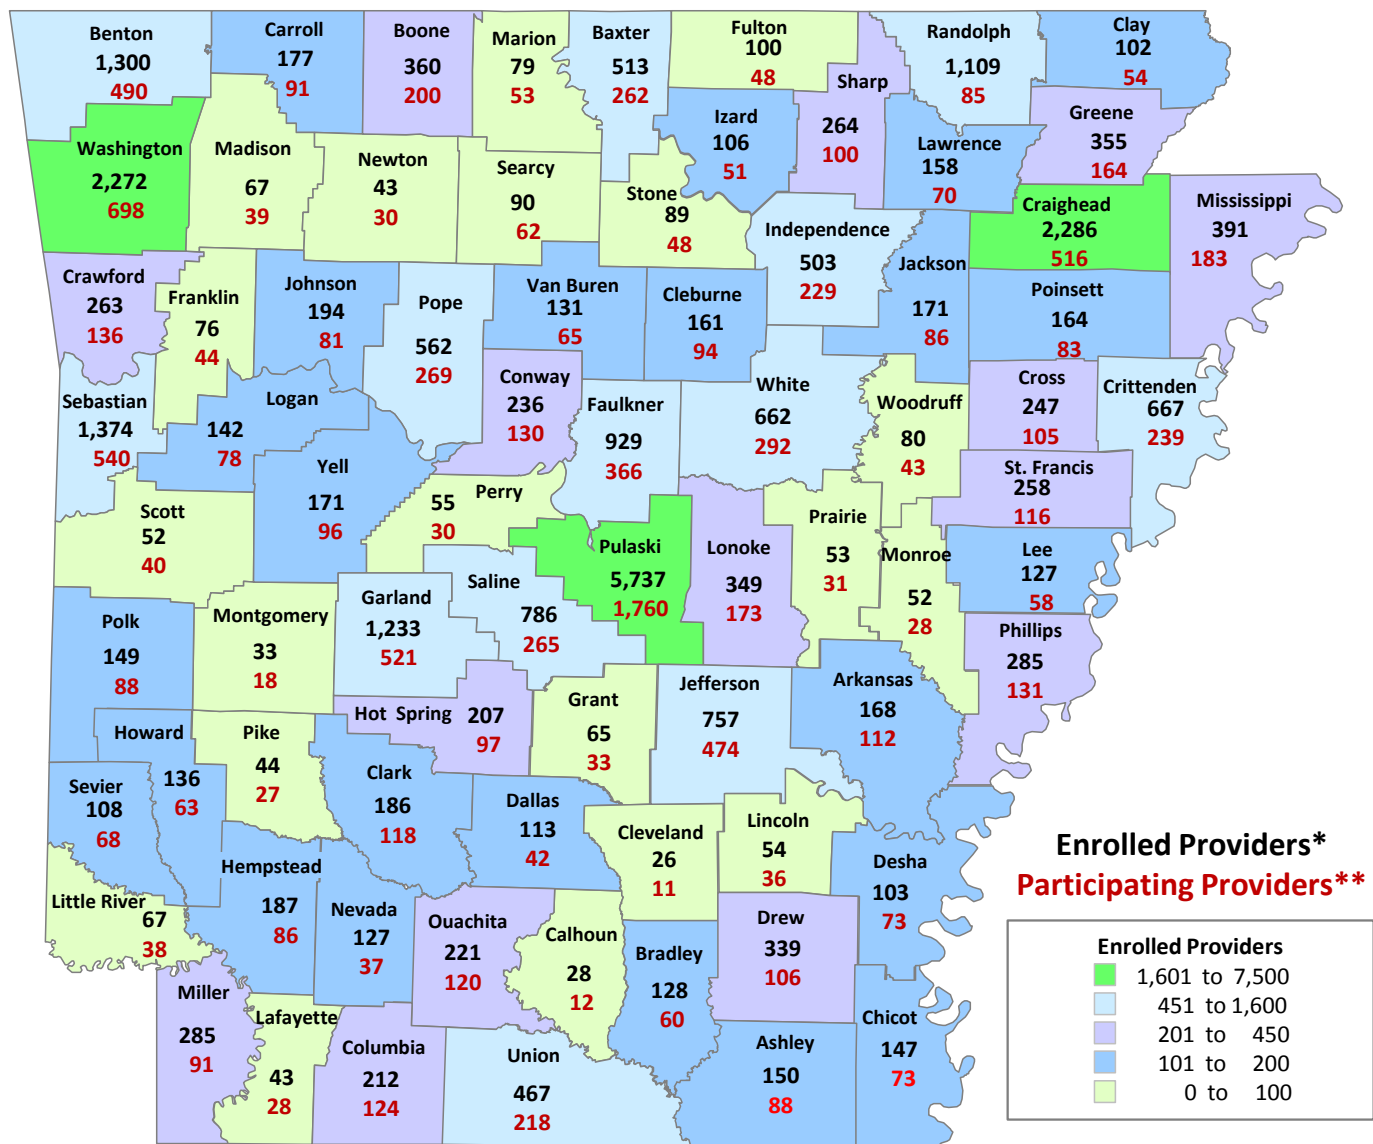 Benton
1,300
490
Carroll
177
91
Boone
360
200
Marion
79
53
Baxter
513
262
Fulton
100
48
Sharp
264
100
Randolph
1,109
85
Clay
102
54
Izard
106
51
Lawrence
158
70
Greene
355
164
Washington
2,272
698
Madison
67
39
Newton
43
30
Searcy
90
62
Stone
89
48
Independence
503
229
Jackson
171
86
Craighead
2,286
516
Mississippi
391
183
Crawford
263
136
Franklin
76
44
Johnson
194
81
Pope
562
269
Van Buren
131
65
Cleburne
161
94
Poinsett
164
83
Sebastian
1,374
540
Logan
142
78
Conway
236
130
Faulkner
929
366
White
662
292
Woodruff
80
43
Cross
247
105
Crittenden
667
239
Yell
171
96
St. Francis
258
116
Scott
52
40
Perry
55
30
Pulaski
5,737
1,760
Lonoke
349
173
Prairie
53
31
Monroe
52
28
Lee
127
58
Polk
149
88
Montgomery
33
18
Garland
1,233
521
Saline
786
265
Phillips
285
131
Hot Spring
207
97
Grant
65
33
Jefferson
757
474
Arkansas
168
112
Howard
136
63
Pike
44
27
Clark
186
118
Sevier
108
68
Dallas
113
42
Cleveland
26
11
Lincoln
54
36
Desha
103
73
Little River
67
38
Hempstead
187
86
Nevada
127
37
Ouachita
221
120
Calhoun
28
12
Bradley
128
60
Drew
339
106
Miller
285
91
Lafayette
43
28
Columbia
212
124
Union
467
218
Ashley
150
88
Chicot
147
73
Enrolled Providers*
Participating Providers**
Enrolled Providers
1,601 to 7,500
451 to 1,600
201 to 450
101 to 200
0 to 100